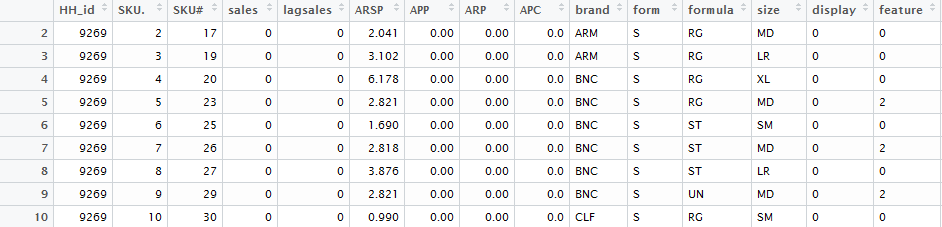 HH_id SKU. SKU# sales lagsales ARSP APP ARP APC brand form formula size display feature
2 9269 2 17 0 0 2.041 0.00 0.00 0.0 ARM S RG MD 0 0
3 9269 3 19 0 0 3.102 0.00 0.00 0.0 ARM S RG LR 0 0
4 9269 4 20 0 0 6.178 0.00 0.00 0.0 BNC S RG XL 0 0
5 9269 5 23 0 0 2.821 0.00 0.00 0.0 BNC S RG MD 0 2
6 9269 6 25 0 0 1.690 0.00 0.00 0.0 BNC S ST SM 0 0
7 9269 7 26 0 0 2.818 0.00 0.00 0.0 BNC S ST MD 0 2
8 9269 8 27 0 0 3.876 0.00 0.00 0.0 BNC S ST LR 0 0
9 9269 9 29 0 0 2.821 0.00 0.00 0.0 BNC S UN MD 0 2
10 9269 10 30 0 0 0.990 0.00 0.00 0.0 CLF S RG SM 0 0